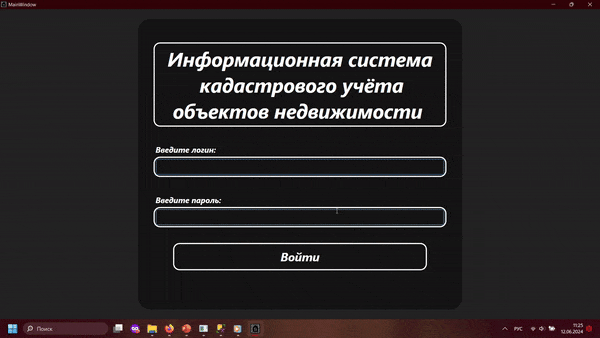 MainWindow
Информационная система
кадастрового учёта
объектов недвижимости
Введите логин:
Введите пароль:
Войти
Поиск
РУС
11:25
12.06.2024